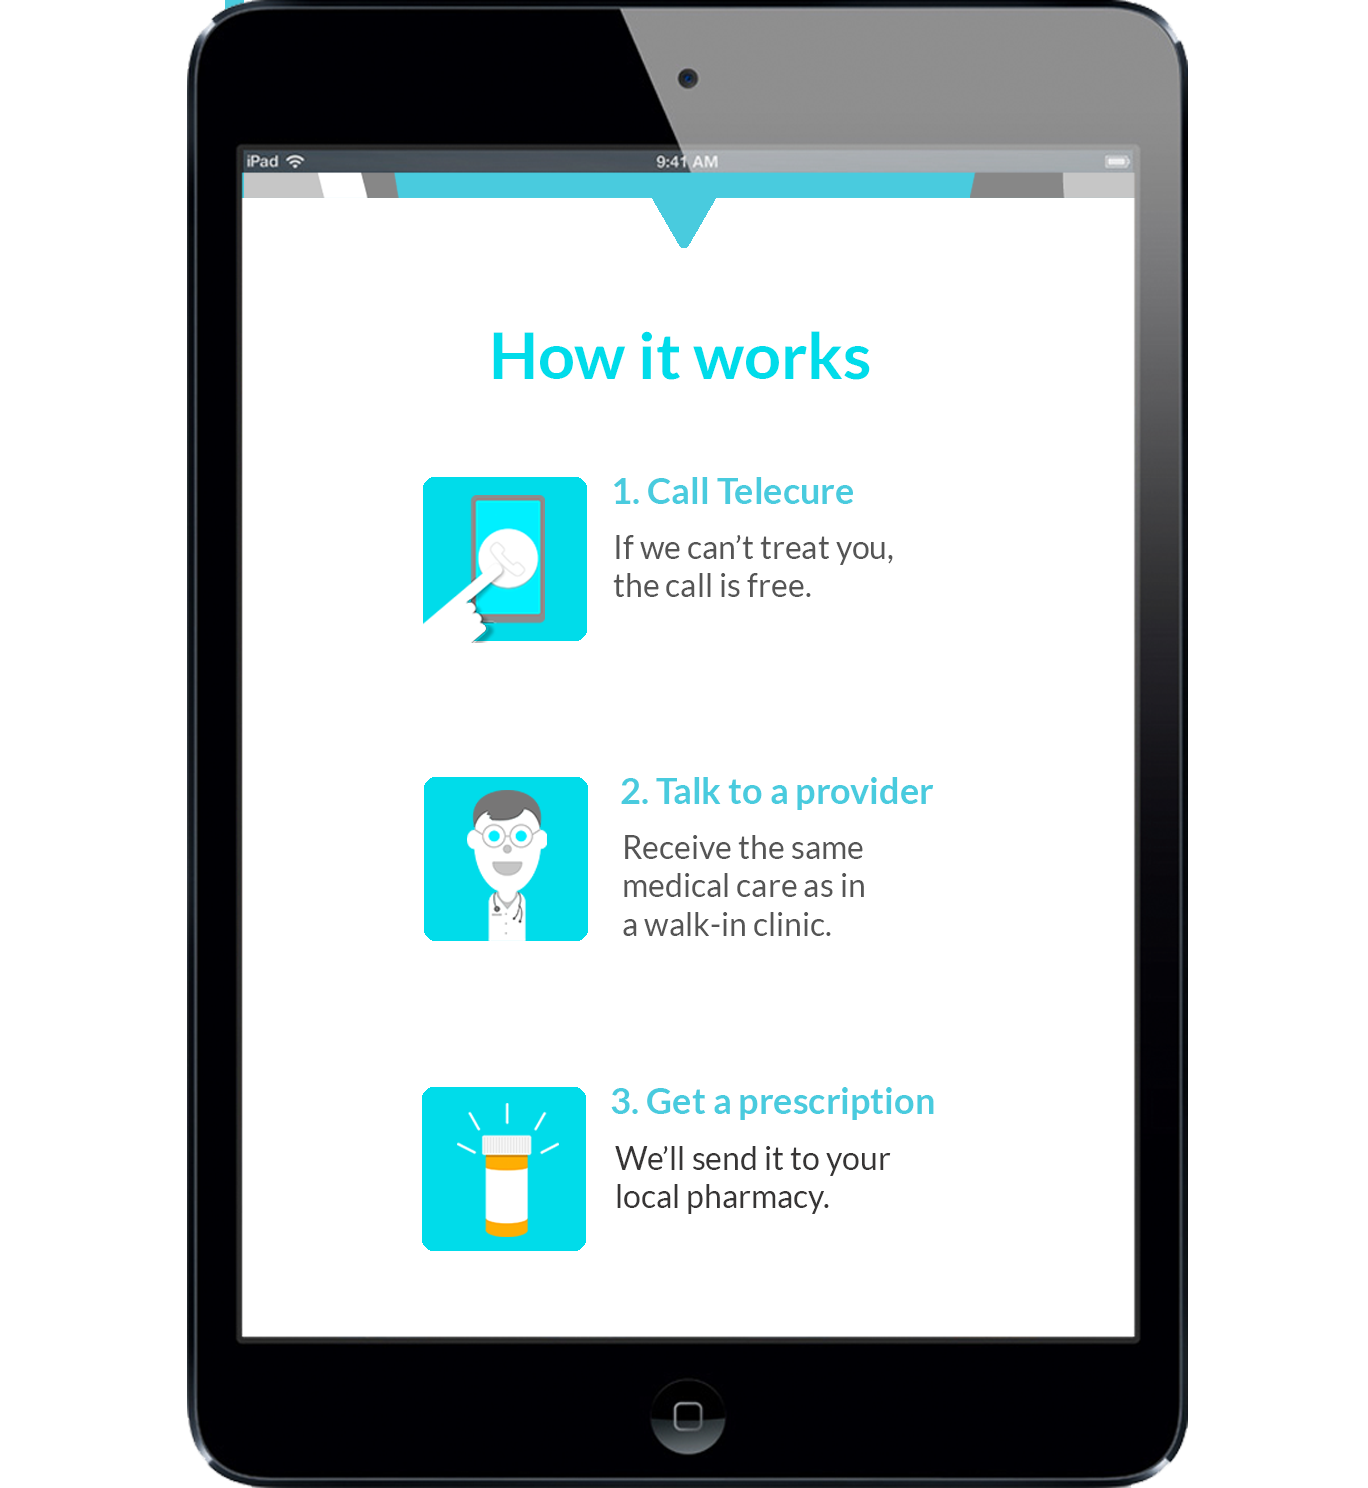 iPad
9:41 AM
How it works
1. Call Telecure
If we can’t treat you,
the call is free.
2. Talk to a provider
Receive the same
medical care as in
a walk-in clinic.
3. Get a prescription
We’ll send it to your
local pharmacy.